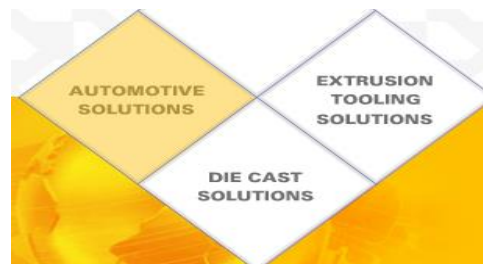 AUTOMOTIVE
SOLUTIONS
EXTRUSION
TOOLING
SOLUTIONS
DIE CAST
SOLUTIONS